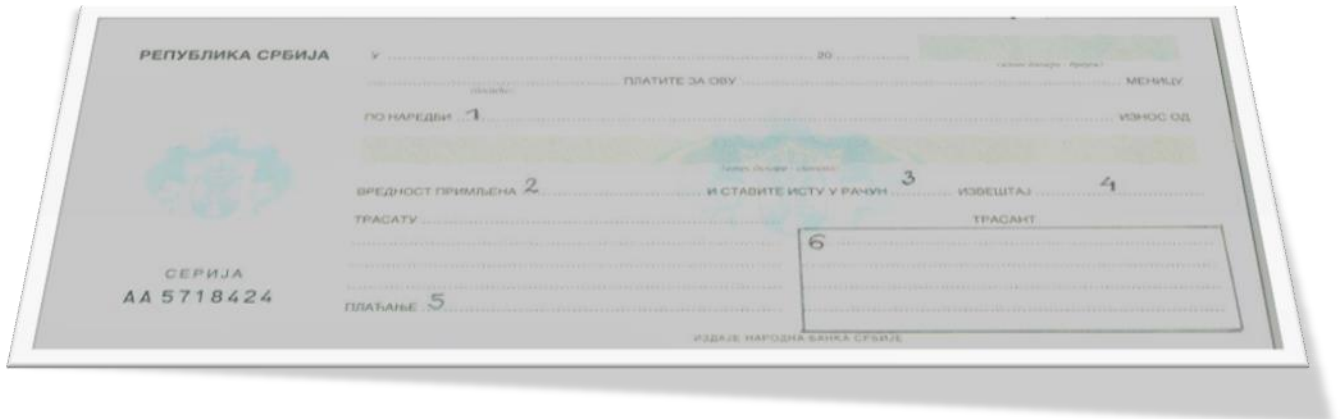 РЕПУБЛИКА СРБИЈА
У 20
ПЛАТИТЕ ЗА ОВУ МЕНИЦУ
ПО НАРЕДБИ 1 ИЗНОС ОД
ВРЕДНОСТ ПРИМЉЕНА 2 И СТАВИТЕ ИСТУ У РАЧУН 3 ИЗВЕШТАЈ 4
ТРАСАТУ ТРАСАНТ
6
СЕРИЈА
АА 5718424
ПЛАЋАЊЕ 5
ИЗДАЈЕ НАРОДНА БАНКА СРБИЈЕ